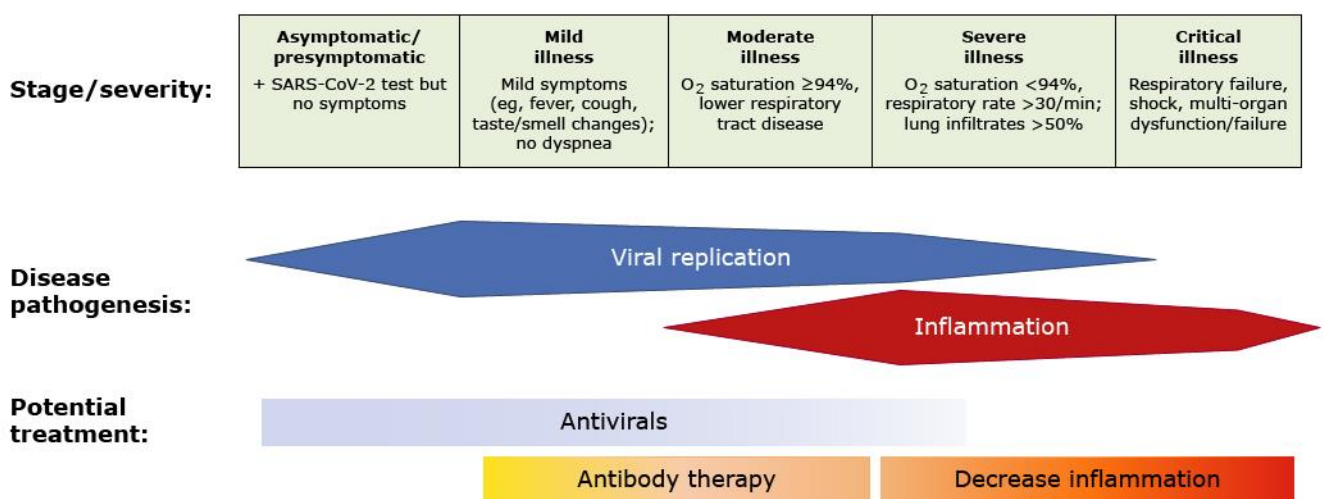 Stage/severity:
Asymptomatic/
presymptomatic
+ SARS-CoV-2 test but
no symptoms
Mild
illness
Mild symptoms
(eg, fever, cough,
taste/smell changes);
no dyspnea
Moderate
illness
O₂ saturation ≥94%,
lower respiratory
tract disease
Severe
illness
O₂ saturation <94%,
respiratory rate >30/min;
lung infiltrates >50%
Critical
illness
Respiratory failure,
shock, multi-organ
dysfunction/failure
Disease
pathogenesis:
Viral replication
Inflammation
Potential
treatment:
Antivirals
Antibody therapy
Decrease inflammation